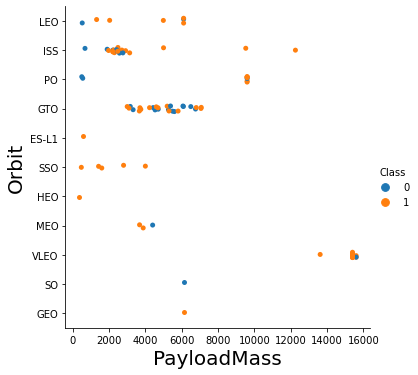 LEO
ISS
PO
GTO
ES-L1
SSO
HEO
MEO
VLEO
SO
GEO
Orbit
0 2000 4000 6000 8000 10000 12000 14000 16000
PayloadMass
Class
0
1